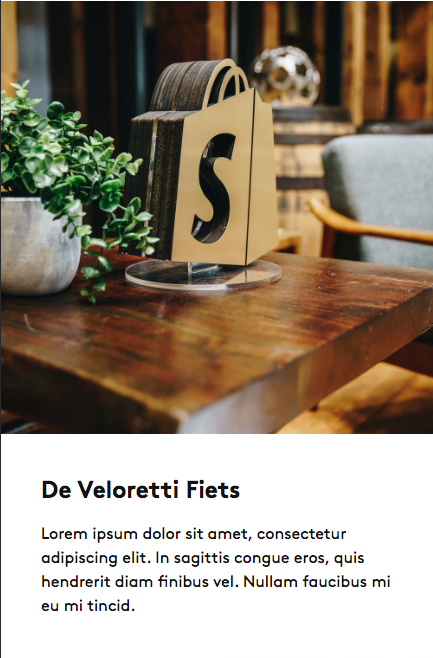 S
De Veloretti Fiets
Lorem ipsum dolor sit amet, consectetur
adipiscing elit. In sagittis congue eros, quis
hendrerit diam finibus vel. Nullam faucibus mi
eu mi tincid.